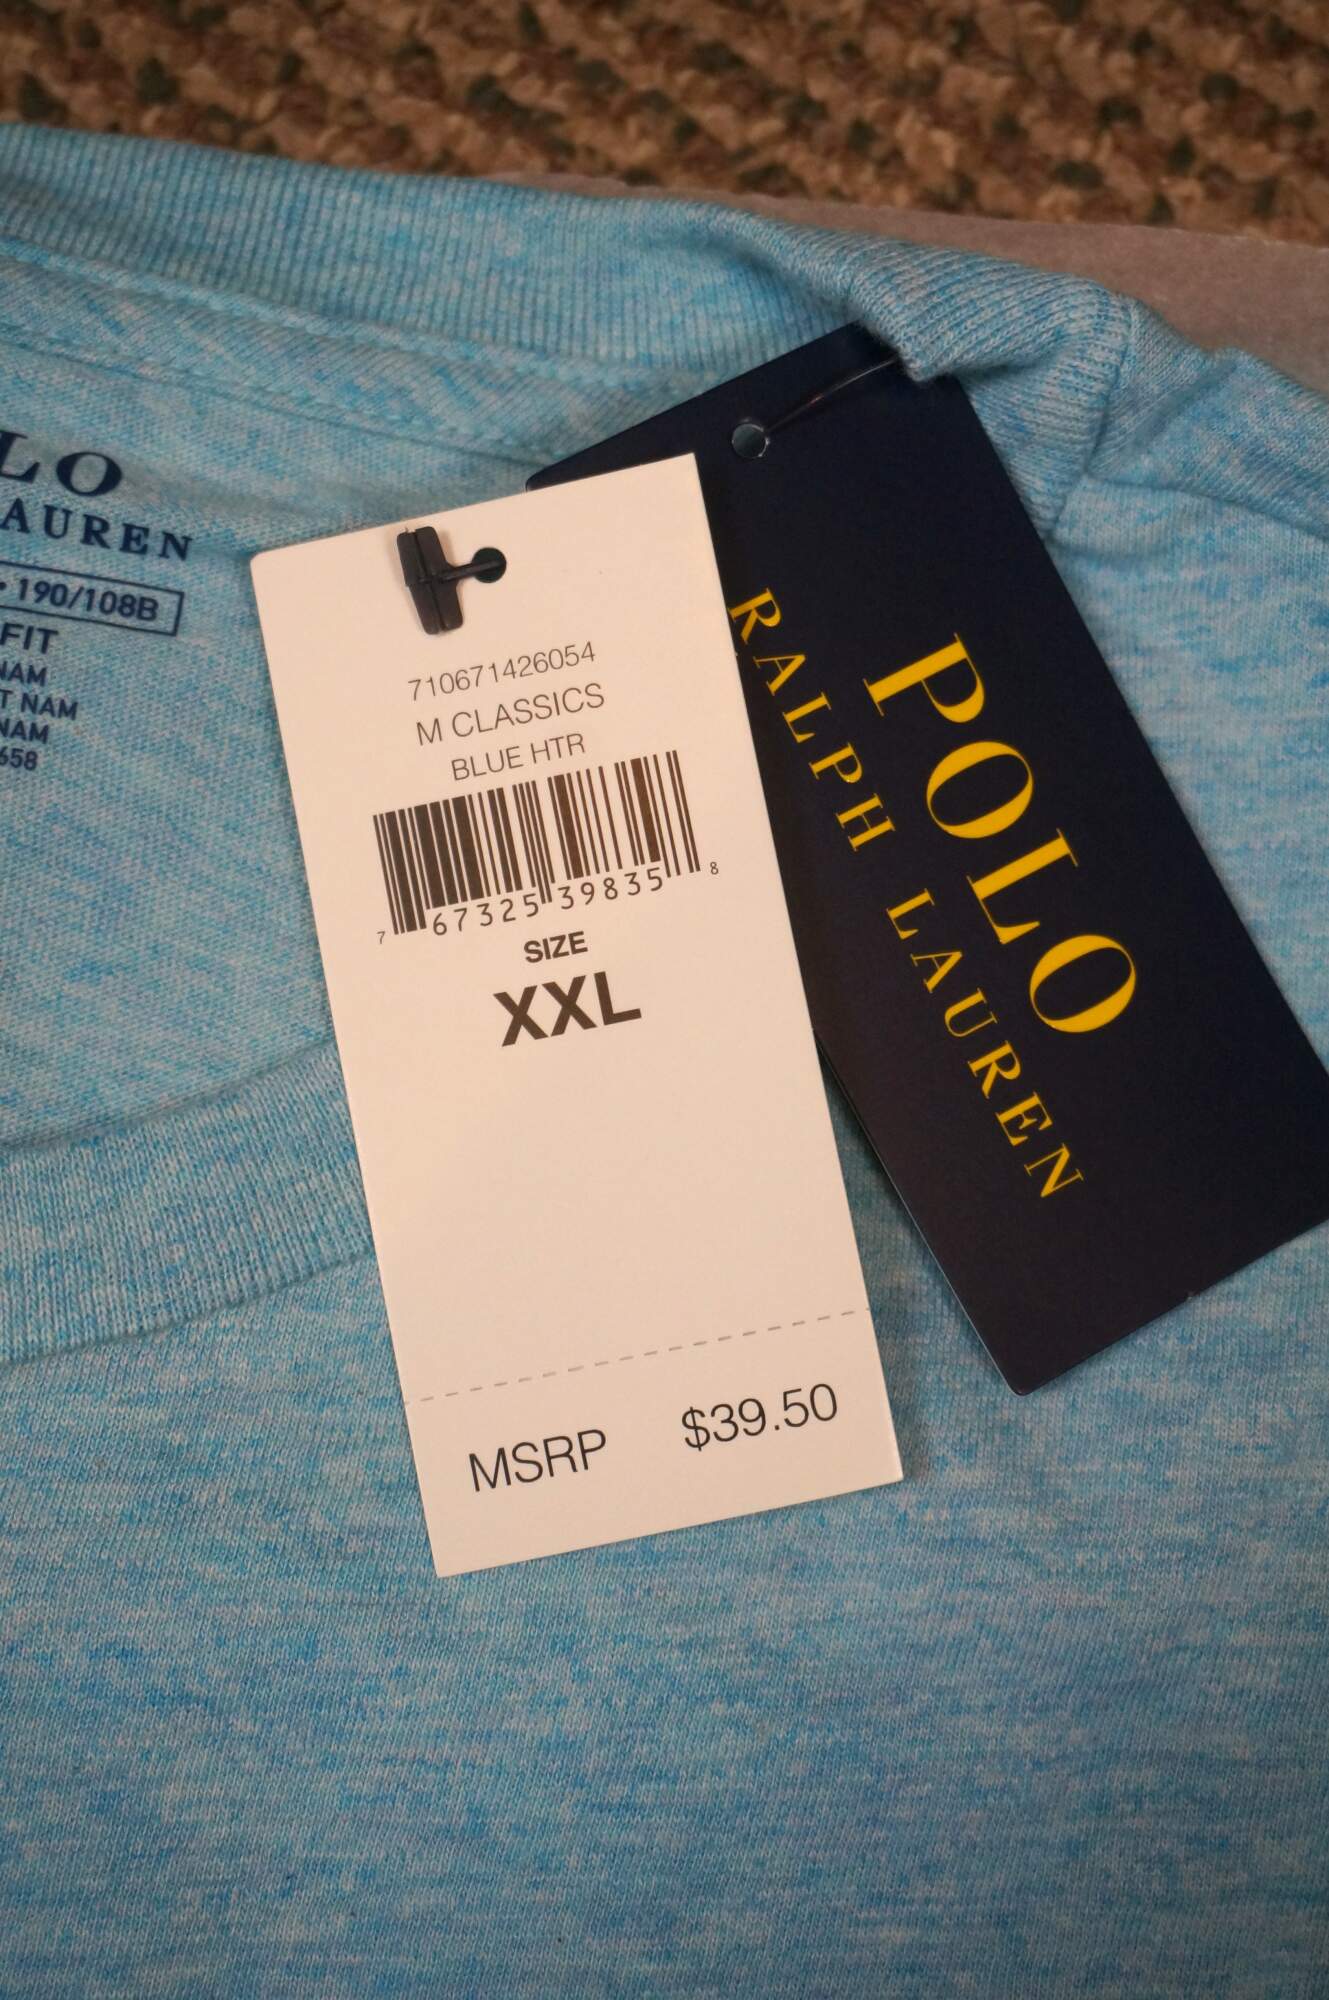 LO
AUREN
• 190/108B
FIT
NAM
T NAM
NAM
658
710671426054
M CLASSICS
BLUE HTR
7 67325 39835 8
SIZE
XXL
MSRP $39.50
POLO
RALPH LAUREN